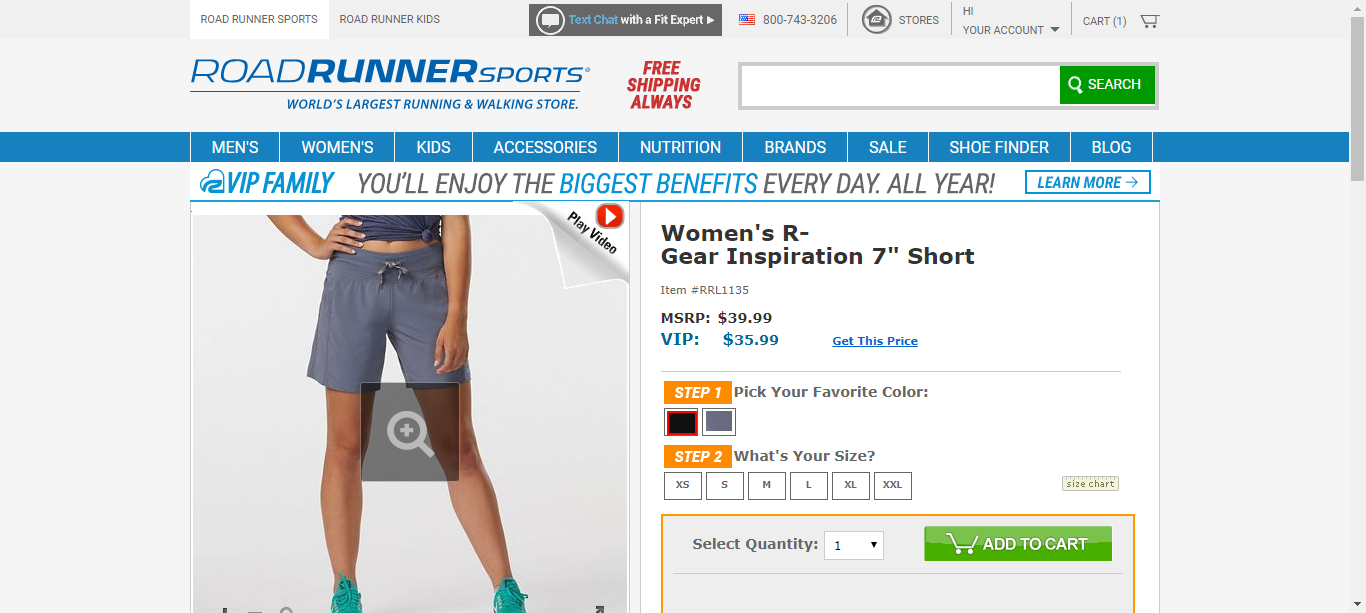 ROAD RUNNER SPORTS
ROAD RUNNER KIDS
Text Chat with a Fit Expert
800-743-3206
STORES
HI
YOUR ACCOUNT
CART (1)
ROADRUNNERSPORTS®
WORLD'S LARGEST RUNNING & WALKING STORE.
FREE
SHIPPING
ALWAYS
SEARCH
MEN'S
WOMEN'S
KIDS
ACCESSORIES
NUTRITION
BRANDS
SALE
SHOE FINDER
BLOG
VIP FAMILY
YOU'LL ENJOY THE BIGGEST BENEFITS EVERY DAY. ALL YEAR!
LEARN MORE
Play Video
Women's R-
Gear Inspiration 7" Short
Item #RRL1135
MSRP: $39.99
VIP: $35.99
Get This Price
STEP 1 Pick Your Favorite Color:
STEP 2 What's Your Size?
XS S M L XL XXL
size chart
Select Quantity: 1
ADD TO CART